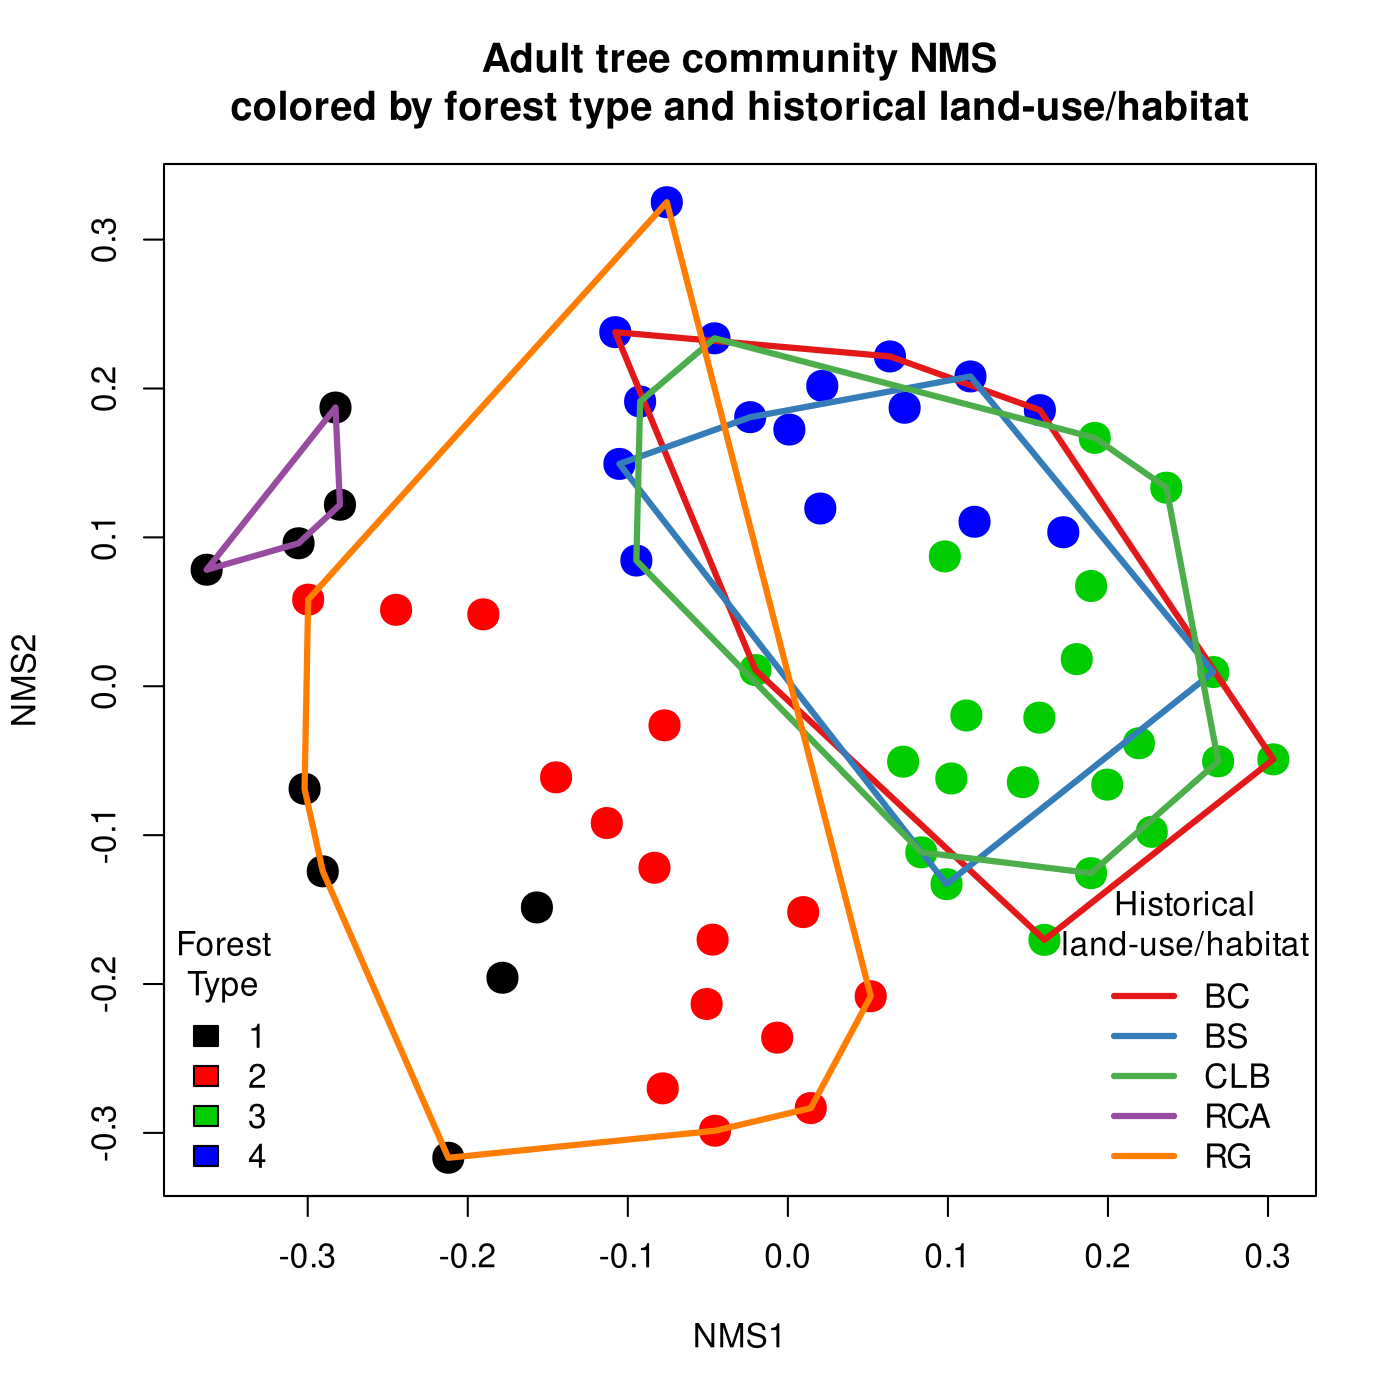 Adult tree community NMS
colored by forest type and historical land-use/habitat
NMS2
0.3
0.2
0.1
0.0
-0.1
-0.2
-0.3
Forest
Type
1
2
3
4
Historical
land-use/habitat
BC
BS
CLB
RCA
RG
-0.3 -0.2 -0.1 0.0 0.1 0.2 0.3
NMS1